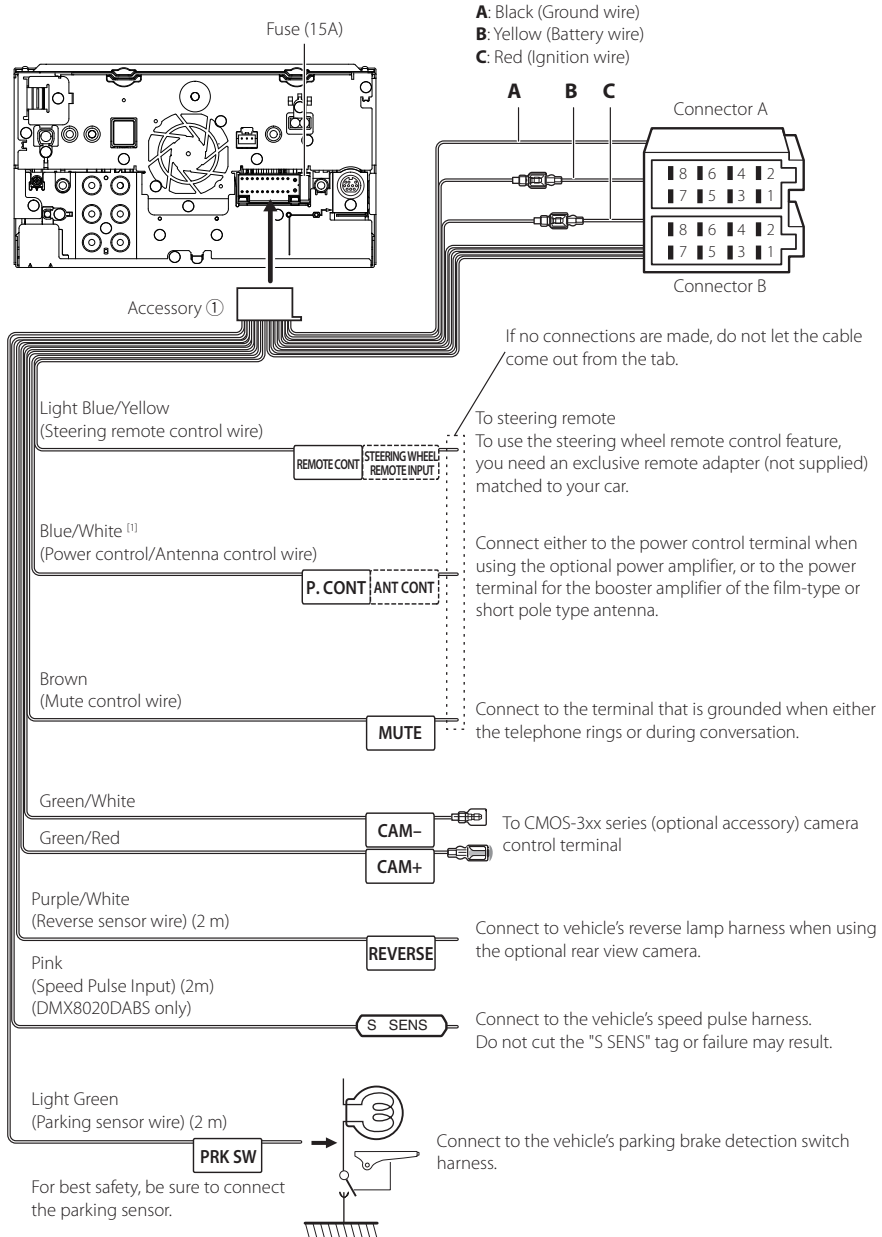 Fuse (15A)
A: Black (Ground wire)
B: Yellow (Battery wire)
C: Red (Ignition wire)
A B C
Connector A
8 6 4 2
7 5 3 1
8 6 4 2
7 5 3 1
Connector B
Accessory ①
If no connections are made, do not let the cable
come out from the tab.
Light Blue/Yellow
(Steering remote control wire)
REMOTE CONT
STEERING WHEEL
REMOTE INPUT
To steering remote
To use the steering wheel remote control feature,
you need an exclusive remote adapter (not supplied)
matched to your car.
Blue/White [1]
(Power control/Antenna control wire)
P. CONT ANT CONT
Connect either to the power control terminal when
using the optional power amplifier, or to the power
terminal for the booster amplifier of the film-type or
short pole type antenna.
Brown
(Mute control wire)
MUTE
Connect to the terminal that is grounded when either
the telephone rings or during conversation.
Green/White
CAM–
Green/Red
CAM+
To CMOS-3xx series (optional accessory) camera
control terminal
Purple/White
(Reverse sensor wire) (2 m)
REVERSE
Connect to vehicle's reverse lamp harness when using
the optional rear view camera.
Pink
(Speed Pulse Input) (2m)
(DMX8020DABS only)
S SENS
Connect to the vehicle's speed pulse harness.
Do not cut the "S SENS" tag or failure may result.
Light Green
(Parking sensor wire) (2 m)
PRK SW
Connect to the vehicle's parking brake detection switch
harness.
For best safety, be sure to connect
the parking sensor.